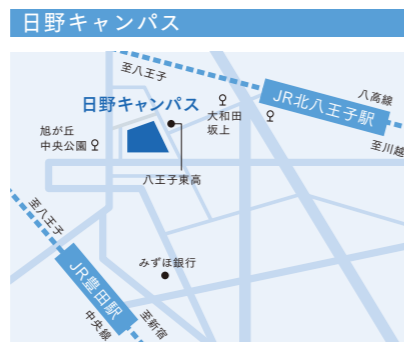 日野キャンパス
至八王子
八高線
JR北八王子駅
日野キャンパス
大和田
坂上
旭が丘
中央公園
至川越
八王子東高
至八王子
みずほ銀行
JR豊田駅
中央線
至新宿